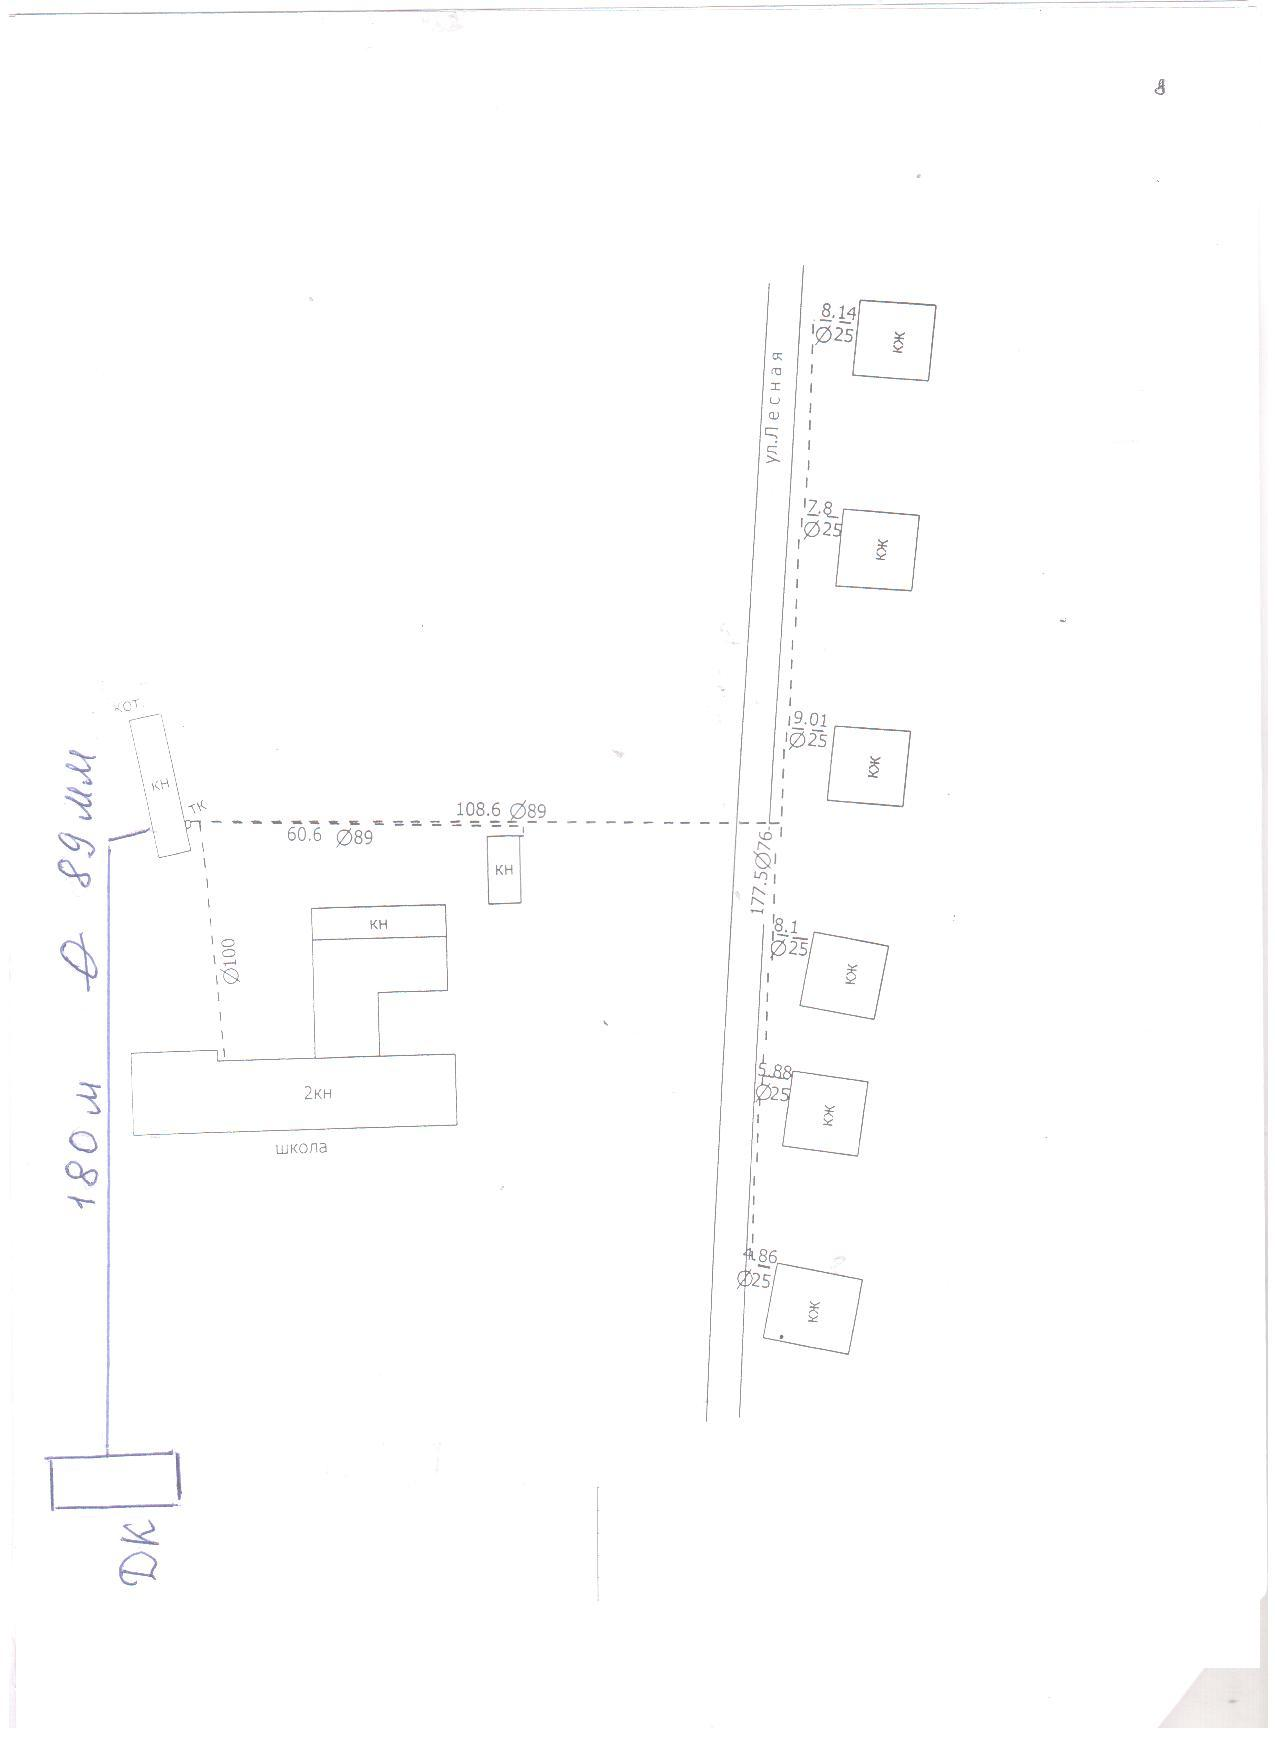 8.14
Ø25
КЖ
ул.Лесная
7.8
Ø25
КЖ
кот.
КН
ТК
9.01
Ø25
КЖ
108.6 Ø89
60.6 Ø89
КН
177.5Ø76
КН
8.1
Ø25
КЖ
Ø100
5.88
Ø25
КЖ
2КН
школа
4.86
Ø25
КЖ
180 м Ø 89 мм
ДК